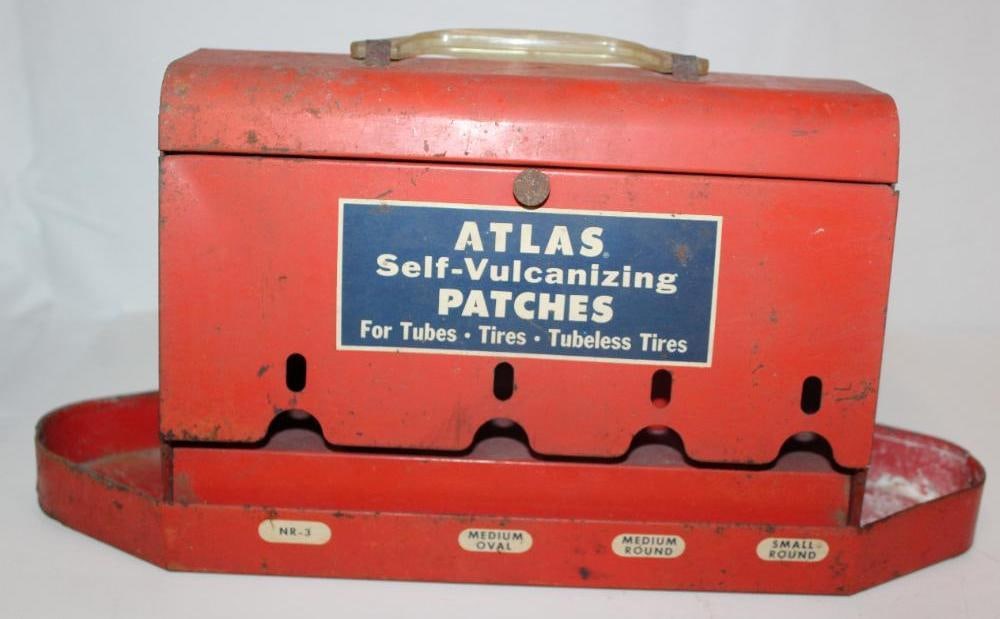 ATLAS®
Self-Vulcanizing
PATCHES
For Tubes · Tires · Tubeless Tires
NR-3
MEDIUM
OVAL
MEDIUM
ROUND
SMALL
ROUND